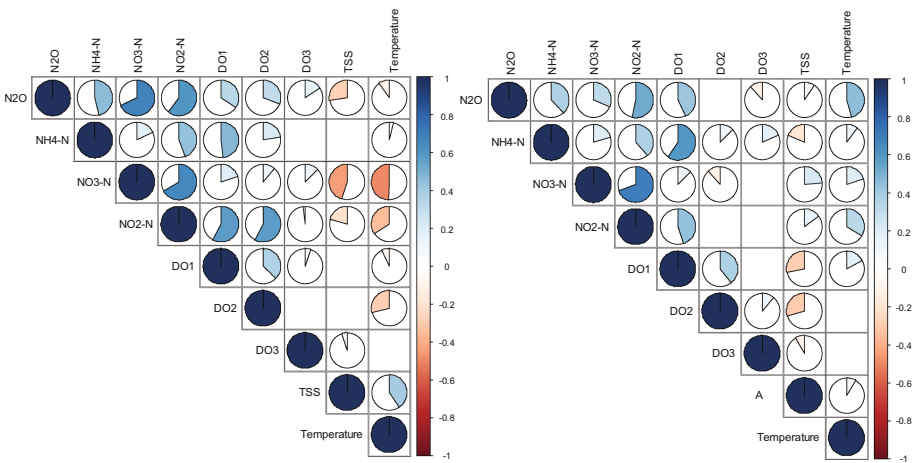 N2O NH4-N NO3-N NO2-N DO1 DO2 DO3 TSS Temperature
N2O
NH4-N
NO3-N
NO2-N
DO1
DO2
DO3
TSS
Temperature
1
0.8
0.6
0.4
0.2
0
-0.2
-0.4
-0.6
-0.8
-1
N2O NH4-N NO3-N NO2-N DO1 DO2 DO3 TSS Temperature
N2O
NH4-N
NO3-N
NO2-N
DO1
DO2
DO3
A
Temperature
1
0.8
0.6
0.4
0.2
0
-0.2
-0.4
-0.6
-0.8
-1